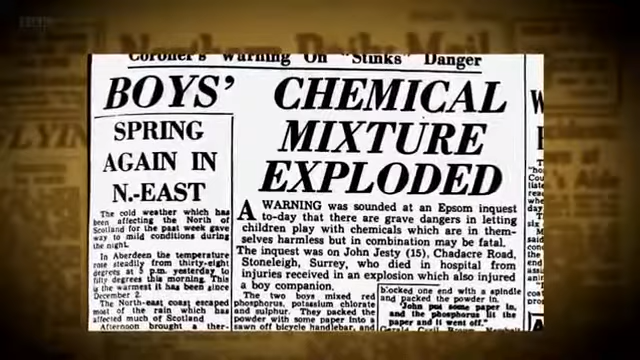 Coroner's Warning On "Stinks" Danger
BOYS' CHEMICAL
MIXTURE
EXPLODED
SPRING
AGAIN IN
N.-EAST
The cold weather which has
been affecting the North of
Scotland for the past week gave
way to mild conditions during
the night.
In Aberdeen the temperature
rose steadily from thirty-eight
degrees at 5 p.m. yesterday to
fifty degrees this morning. This
is the warmest it has been since
December 2.
The North-east coast escaped
most of the rain which has
affected much of Scotland
Afternoon brought a ther-
A WARNING was sounded at an Epsom inquest
to-day that there are grave dangers in letting
children play with chemicals which are in them-
selves harmless but in combination may be fatal.
The inquest was on John Jesty (15), Chadacre Road,
Stoneleigh, Surrey, who died in hospital from
injuries received in an explosion which also injured
a boy companion.
The two boys mixed red
phosphorus, potassium chlorate
and sulphur. They packed the
powder with some paper into a
sawn off bicycle handlebar, and
blocked one end with a spindle
and packed the powder in.
"John put some paper in,
and the phosphorus lit the
paper and it went off."